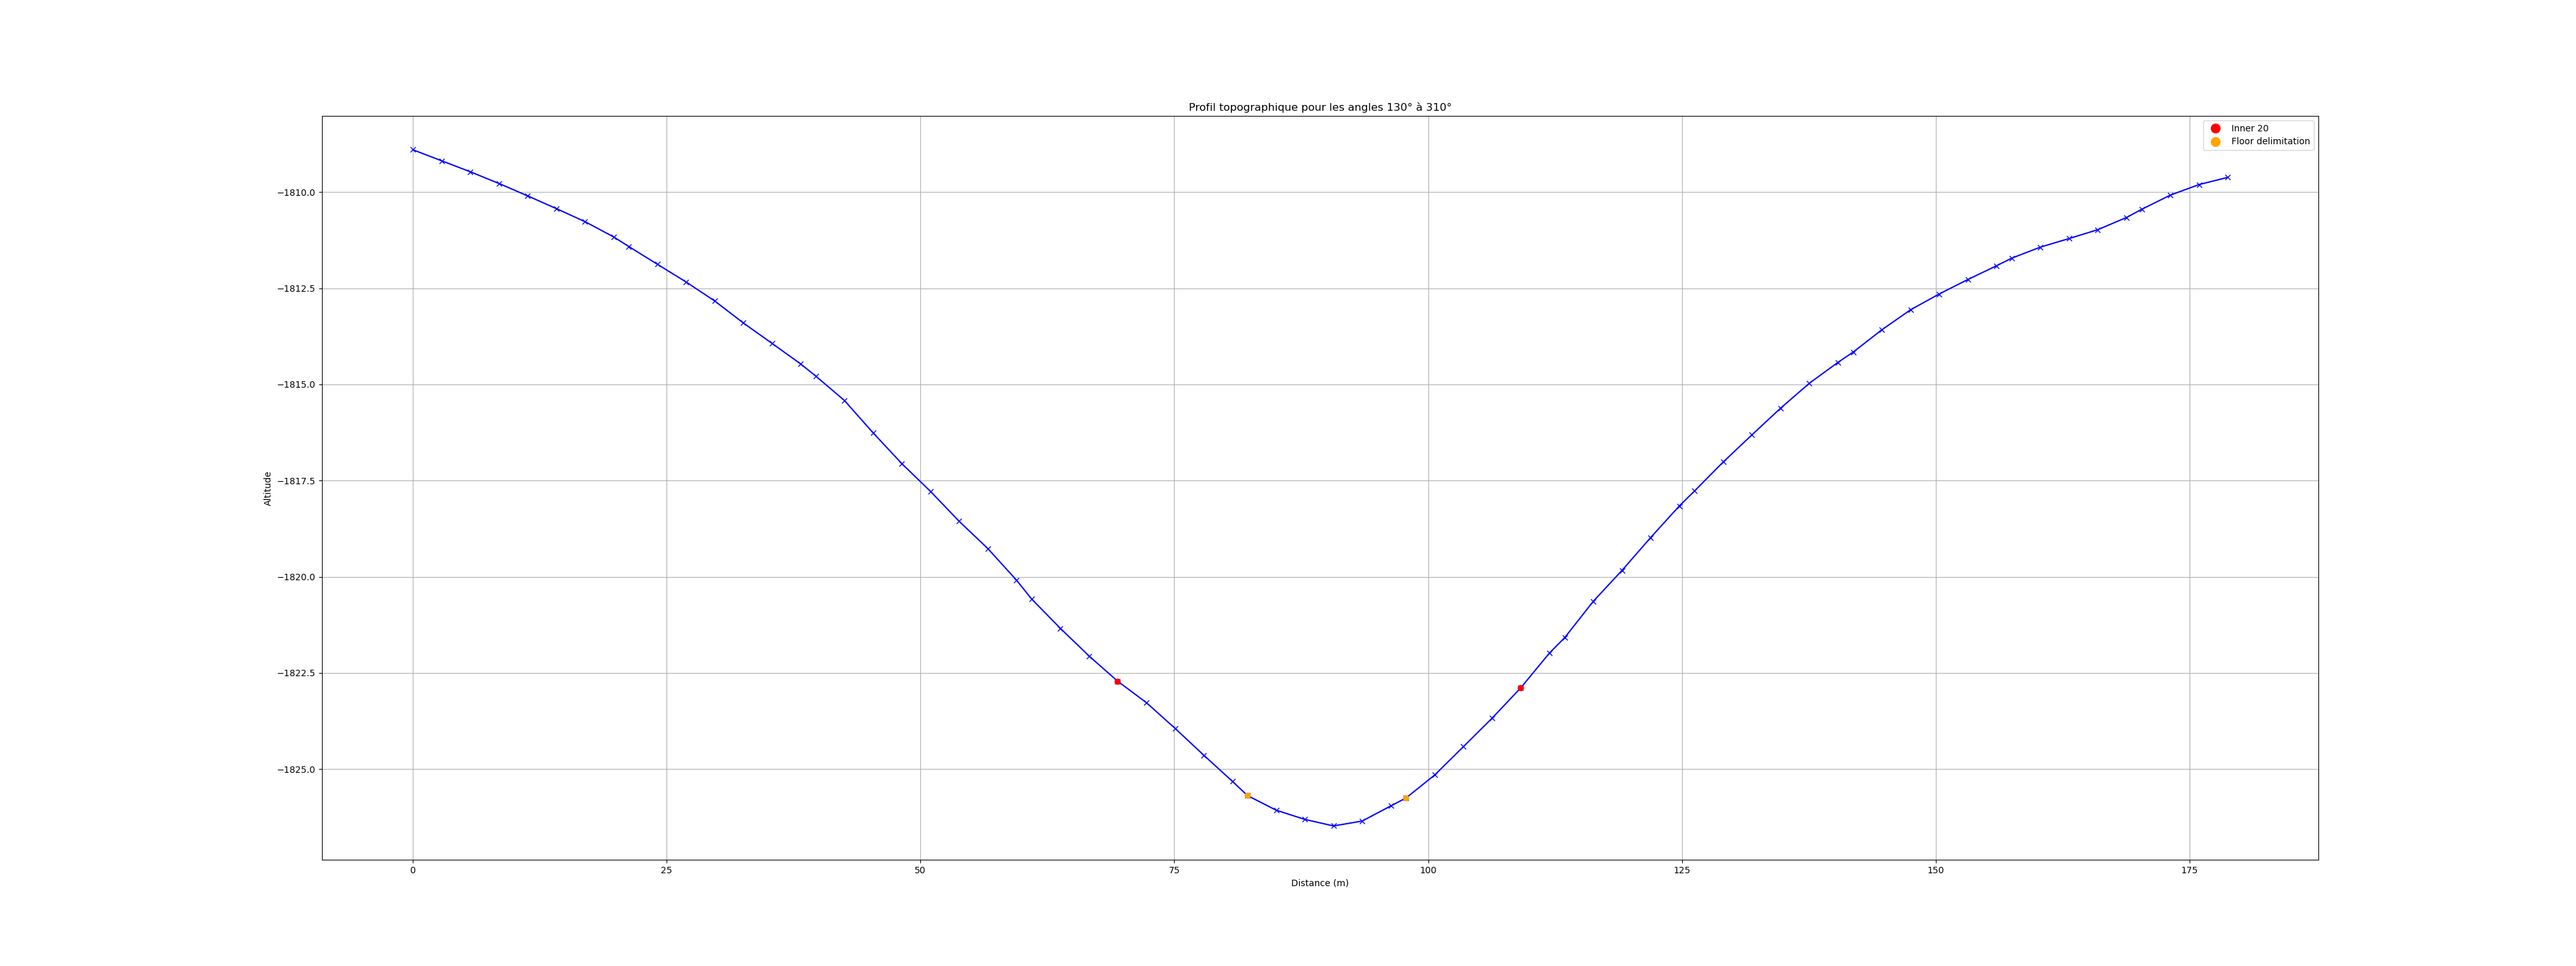 Profil topographique pour les angles 130° à 310°
Inner 20
Floor delimitation
Altitude
−1810.0
−1812.5
−1815.0
−1817.5
−1820.0
−1822.5
−1825.0
0 25 50 75 100 125 150 175
Distance (m)